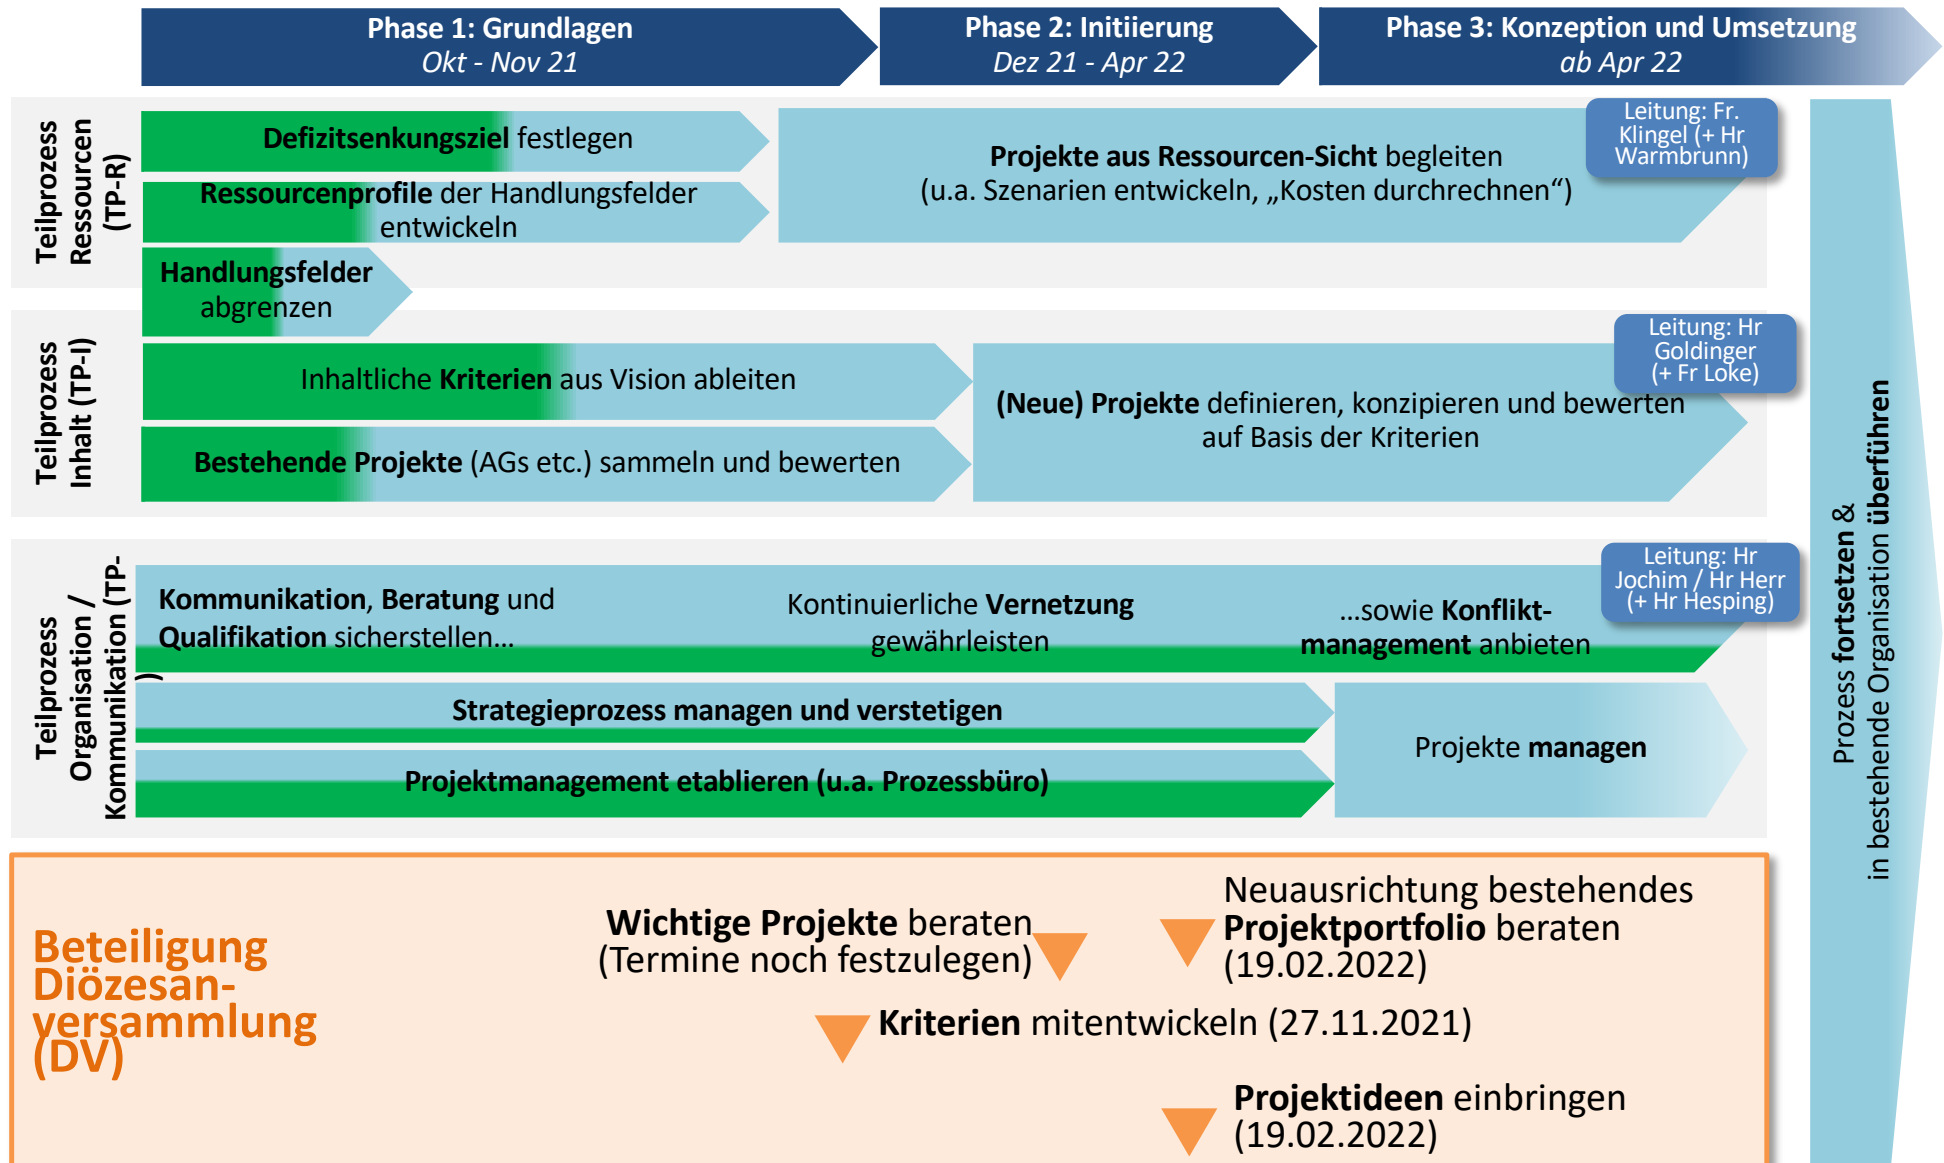 Phase 1: Grundlagen
Okt - Nov 21
Phase 2: Initiierung
Dez 21 - Apr 22
Phase 3: Konzeption und Umsetzung
ab Apr 22
Teilprozess
Ressourcen
(TP-R)
Defizitsenkungsziel festlegen
Ressourcenprofile der Handlungsfelder
entwickeln
Projekte aus Ressourcen-Sicht begleiten
(u.a. Szenarien entwickeln, „Kosten durchrechnen“)
Leitung: Fr.
Klingel (+ Hr
Warmbrunn)
Handlungsfelder
abgrenzen
Teilprozess
Inhalt (TP-I)
Inhaltliche Kriterien aus Vision ableiten
Bestehende Projekte (AGs etc.) sammeln und bewerten
(Neue) Projekte definieren, konzipieren und bewerten
auf Basis der Kriterien
Leitung: Hr
Goldinger
(+ Fr Loke)
Teilprozess
Organisation /
Kommunikation (TP-
)
Kommunikation, Beratung und
Qualifikation sicherstellen...
Kontinuierliche Vernetzung
gewährleisten
...sowie Konflikt-
management anbieten
Leitung: Hr
Jochim / Hr Herr
(+ Hr Hesping)
Strategieprozess managen und verstetigen
Projektmanagement etablieren (u.a. Prozessbüro)
Projekte managen
Prozess fortsetzen &
in bestehende Organisation überführen
Beteiligung
Diözesan-
versammlung
(DV)
Wichtige Projekte beraten
(Termine noch festzulegen)
Neuausrichtung bestehendes
Projektportfolio beraten
(19.02.2022)
Kriterien mitentwickeln (27.11.2021)
Projektideen einbringen
(19.02.2022)